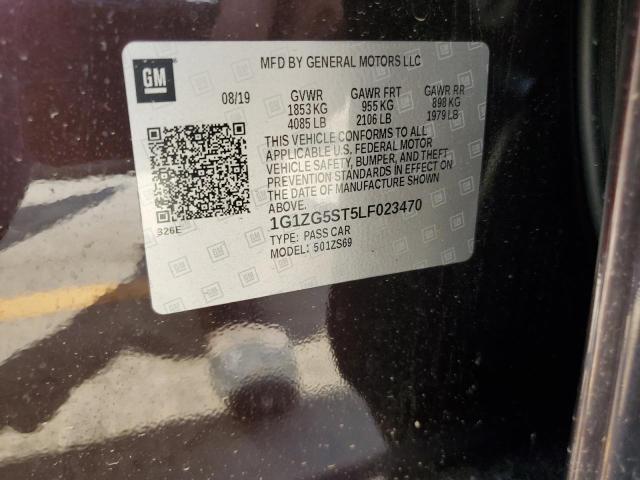 GM
MFD BY GENERAL MOTORS LLC
08/19
GVWR GAWR FRT GAWR RR
1853 KG 955 KG 898 KG
4085 LB 2106 LB 1979 LB
THIS VEHICLE CONFORMS TO ALL
APPLICABLE U.S. FEDERAL MOTOR
VEHICLE SAFETY, BUMPER, AND THEFT
PREVENTION STANDARDS IN EFFECT ON
THE DATE OF MANUFACTURE SHOWN
ABOVE.
326E
1G1ZG5ST5LF023470
TYPE: PASS CAR
MODEL: 501ZS69